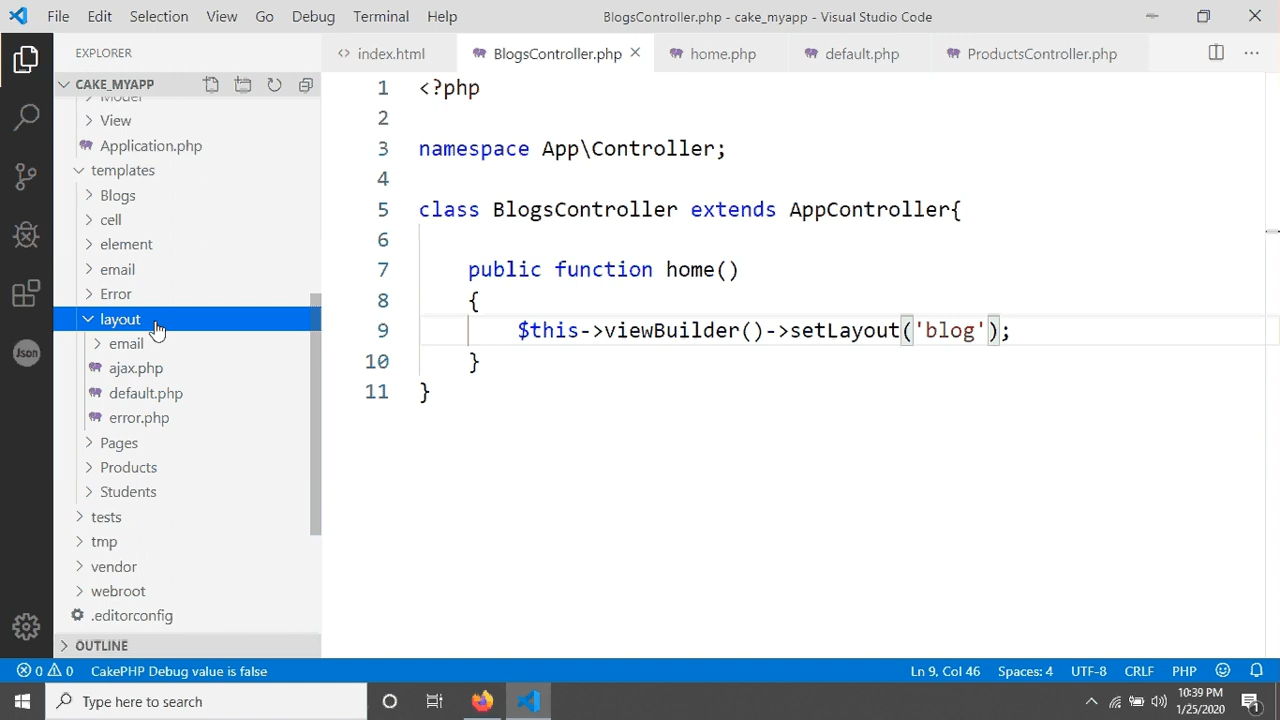 File Edit Selection View Go Debug Terminal Help BlogsController.php - cake_myapp - Visual Studio Code
EXPLORER
index.html BlogsController.php home.php default.php ProductsController.php
CAKE_MYAPP
Model
View
Application.php
templates
Blogs
cell
element
email
Error
layout
email
ajax.php
default.php
error.php
Pages
Products
Students
tests
tmp
vendor
webroot
.editorconfig
OUTLINE
Json
1 <?php
2
3 namespace App\Controller;
4
5 class BlogsController extends AppController{
6
7 public function home()
8 {
9 $this->viewBuilder()->setLayout('blog');
10 }
11 }
0 0 CakePHP Debug value is false Ln 9, Col 46 Spaces: 4 UTF-8 CRLF PHP
Type here to search
10:39 PM
1/25/2020
1